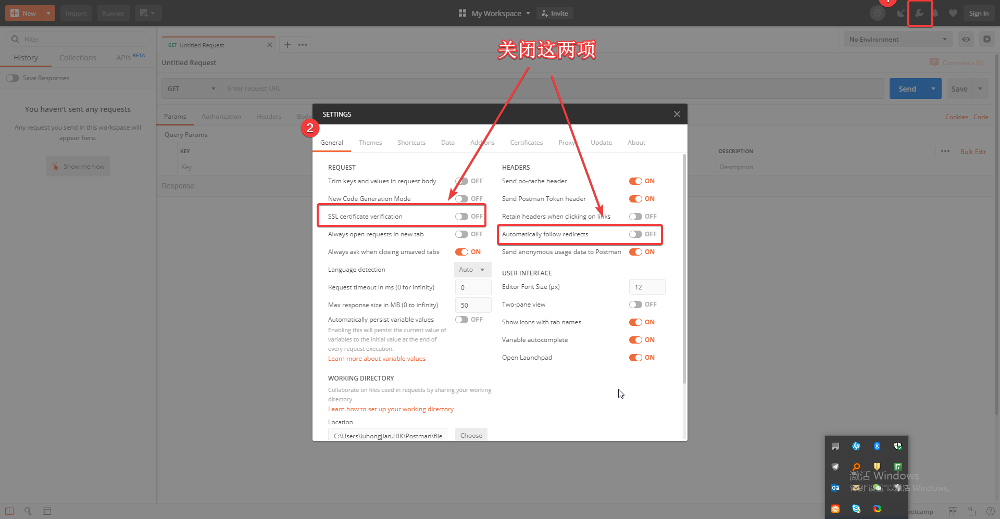 New
Import
Runner
My Workspace
Invite
Sign In
Filter
History
Collections
APIs BETA
Save Responses
You haven't sent any requests
Any request you send in this workspace will
appear here.
Show me how
GET Untitled Request
No Environment
关闭这两项
Untitled Request
Comments (0)
GET
Enter request URL
Send
Save
Params
Authorization
Headers
Body
Cookies
Code
Query Params
KEY
DESCRIPTION
Bulk Edit
Key
Description
Response
SETTINGS
2
General
Themes
Shortcuts
Data
Add-ons
Certificates
Proxy
Update
About
REQUEST
Trim keys and values in request body OFF
New Code Generation Mode OFF
SSL certificate verification OFF
Always open requests in new tab OFF
Always ask when closing unsaved tabs ON
Language detection Auto
Request timeout in ms (0 for infinity) 0
Max response size in MB (0 to infinity) 50
Automatically persist variable values OFF
Enabling this will persist the current value of
variables to the initial value at the end of
every request execution.
Learn more about variable values
WORKING DIRECTORY
Collaborate on files used in requests by sharing your working
directory.
Learn how to set up your working directory
Location
C:\Users\luhongjian.HIK\Postman\file
Choose
HEADERS
Send no-cache header ON
Send Postman Token header ON
Retain headers when clicking on links OFF
Automatically follow redirects OFF
Send anonymous usage data to Postman ON
USER INTERFACE
Editor Font Size (px) 12
Two-pane view OFF
Show icons with tab names ON
Variable autocomplete ON
Open Launchpad ON
激活 Windows
转到“设置”以激活 Windows。
ootcamp